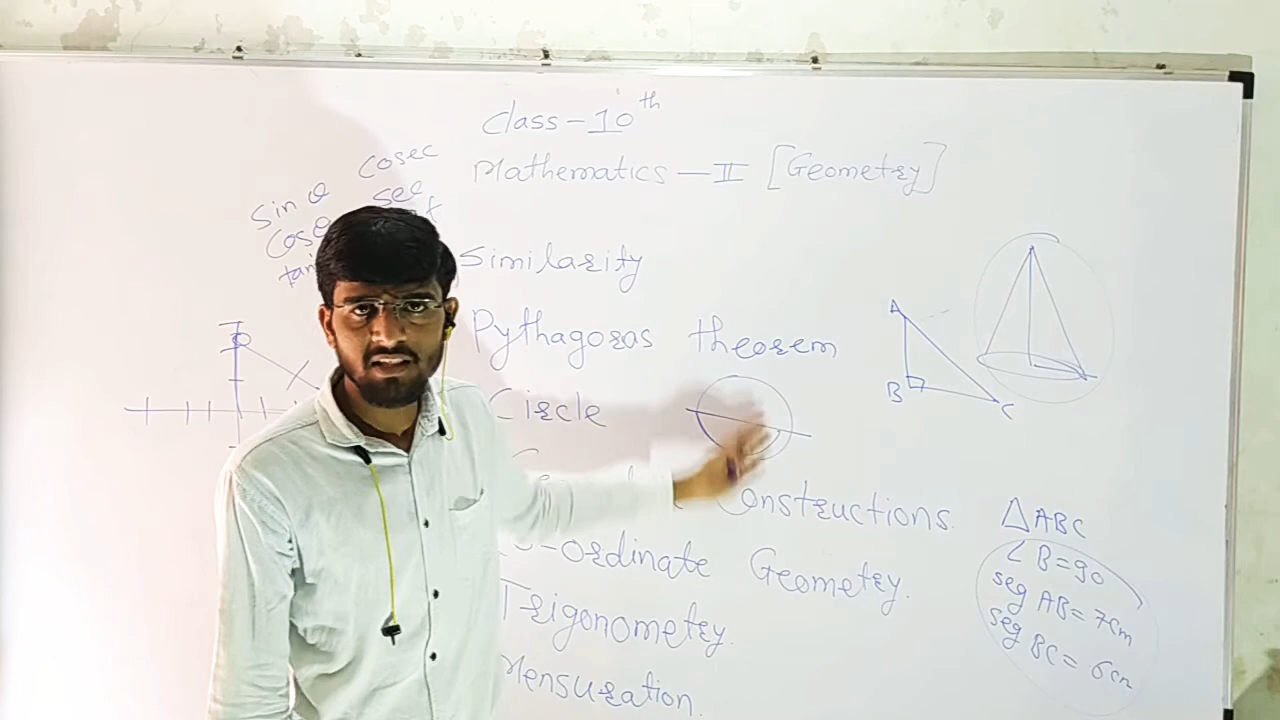 Class-10th
Mathematics-II [Geometry]
cosec
sin θ sec
cosθ
Similarity
Pythagoras theorem
Circle
Constructions.
Co-ordinate Geometry.
Trigonometry.
Mensuration.
A
B
C
△ABC
∠B=90
seg AB=7cm
seg BC=6cm